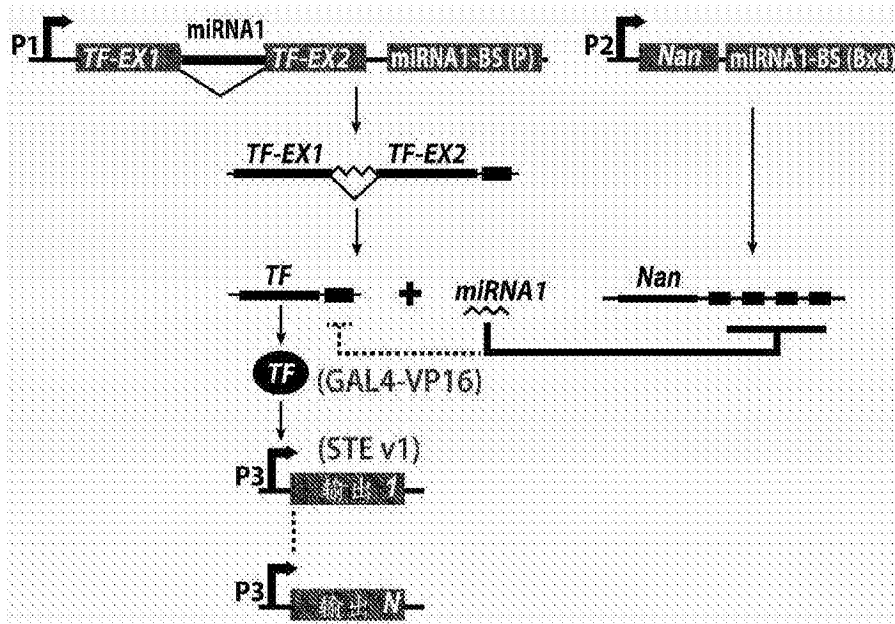 P1
miRNA1
TF-EX1
TF-EX2
miRNA1-BS (P)
P2
Nan
miRNA1-BS (Bx4)
TF-EX1
TF-EX2
TF
+
miRNA1
Nan
TF
(GAL4-VP16)
(STE v1)
P3
输出 1
P3
输出 N